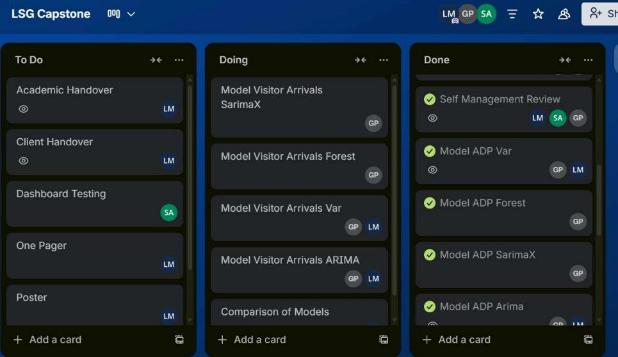 LSG Capstone
LM GP SA
Sh
To Do
Academic Handover
LM
Client Handover
LM
Dashboard Testing
SA
One Pager
LM
Poster
LM
+ Add a card
Doing
Model Visitor Arrivals
SarimaX
GP
Model Visitor Arrivals Forest
GP
Model Visitor Arrivals Var
GP LM
Model Visitor Arrivals ARIMA
GP LM
Comparison of Models
+ Add a card
Done
Self Management Review
LM SA GP
Model ADP Var
GP LM
Model ADP Forest
GP
Model ADP SarimaX
GP
Model ADP Arima
GP LM
+ Add a card